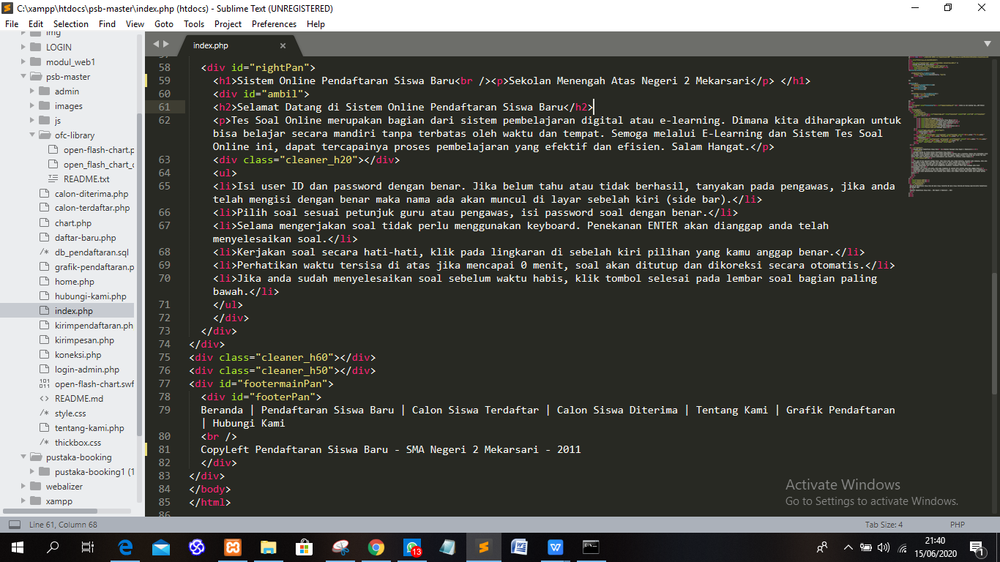 C:\xampp\htdocs\psb-master\index.php (htdocs) - Sublime Text (UNREGISTERED)
File Edit Selection Find View Goto Tools Project Preferences Help
img
LOGIN
modul_web1
psb-master
admin
images
js
ofc-library
open-flash-chart.p
open_flash_chart_
README.txt
calon-diterima.php
calon-terdaftar.php
chart.php
daftar-baru.php
db_pendaftaran.sql
grafik-pendaftaran.p
home.php
hubungi-kami.php
index.php
kirimpendaftaran.ph
kirimpesan.php
koneksi.php
login-admin.php
open-flash-chart.swf
README.md
style.css
tentang-kami.php
thickbox.css
pustaka-booking
pustaka-booking1 (1
webalizer
xampp
index.php
57
58 <div id="rightPan">
59 <h1>Sistem Online Pendaftaran Siswa Baru<br /><p>Sekolan Menengah Atas Negeri 2 Mekarsari</p> </h1>
60 <div id="ambil">
61 <h2>Selamat Datang di Sistem Online Pendaftaran Siswa Baru</h2>
62 <p>Tes Soal Online merupakan bagian dari sistem pembelajaran digital atau e-learning. Dimana kita diharapkan untuk
bisa belajar secara mandiri tanpa terbatas oleh waktu dan tempat. Semoga melalui E-Learning dan Sistem Tes Soal
Online ini, dapat tercapainya proses pembelajaran yang efektif dan efisien. Salam Hangat.</p>
63 <div class="cleaner_h20"></div>
64 <ul>
65 <li>Isi user ID dan password dengan benar. Jika belum tahu atau tidak berhasil, tanyakan pada pengawas, jika anda
telah mengisi dengan benar maka nama ada akan muncul di layar sebelah kiri (side bar).</li>
66 <li>Pilih soal sesuai petunjuk guru atau pengawas, isi password soal dengan benar.</li>
67 <li>Selama mengerjakan soal tidak perlu menggunakan keyboard. Penekanan ENTER akan dianggap anda telah
menyelesaikan soal.</li>
68 <li>Kerjakan soal secara hati-hati, klik pada lingkaran di sebelah kiri pilihan yang kamu anggap benar.</li>
69 <li>Perhatikan waktu tersisa di atas jika mencapai 0 menit, soal akan ditutup dan dikoreksi secara otomatis.</li>
70 <li>Jika anda sudah menyelesaikan soal sebelum waktu habis, klik tombol selesai pada lembar soal bagian paling
bawah.</li>
71 </ul>
72 </div>
73 </div>
74 </div>
75 <div class="cleaner_h60"></div>
76 <div class="cleaner_h50"></div>
77 <div id="footermainPan">
78 <div id="footerPan">
79 Beranda | Pendaftaran Siswa Baru | Calon Siswa Terdaftar | Calon Siswa Diterima | Tentang Kami | Grafik Pendaftaran
| Hubungi Kami
80 <br />
81 CopyLeft Pendaftaran Siswa Baru - SMA Negeri 2 Mekarsari - 2011
82 </div>
83 </div>
84 </body>
85 </html>
86
Activate Windows
Go to Settings to activate Windows.
Line 61, Column 68
Tab Size: 4
PHP
13
21:40
15/06/2020
1